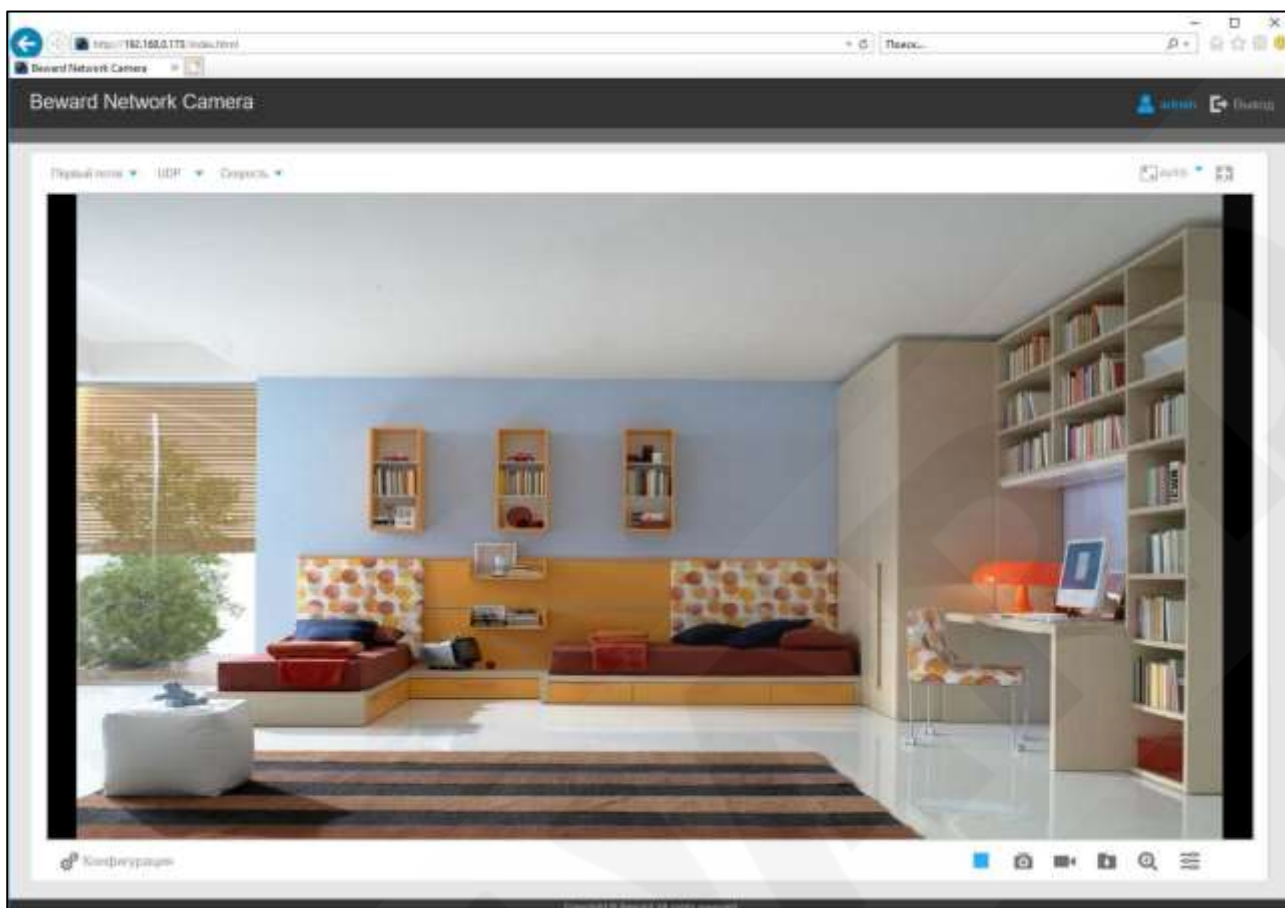 http://192.168.0.173/index.html
Поиск...
Beward Network Camera
Beward Network Camera
admin
Выход
Первый поток
UDP
Скорость
AUTO
Конфигурация